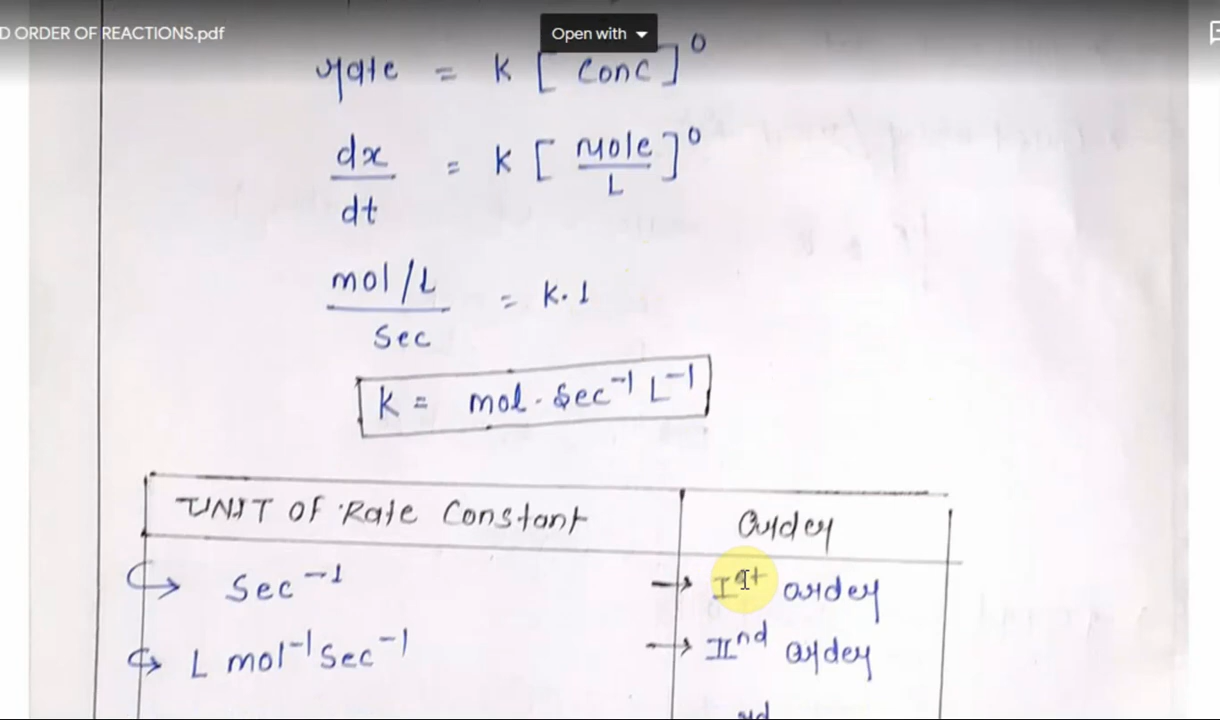 D ORDER OF REACTIONS.pdf
Open with
rate = K [ Conc ]⁰
dx/dt = K [ Mole/L ]⁰
mol/L / Sec = K·1
K = mol · Sec⁻¹ L⁻¹
UNIT OF Rate Constant | Order
↪ Sec⁻¹ → Iˢᵗ order
↪ L mol⁻¹ Sec⁻¹ → IIⁿᵈ order
rd